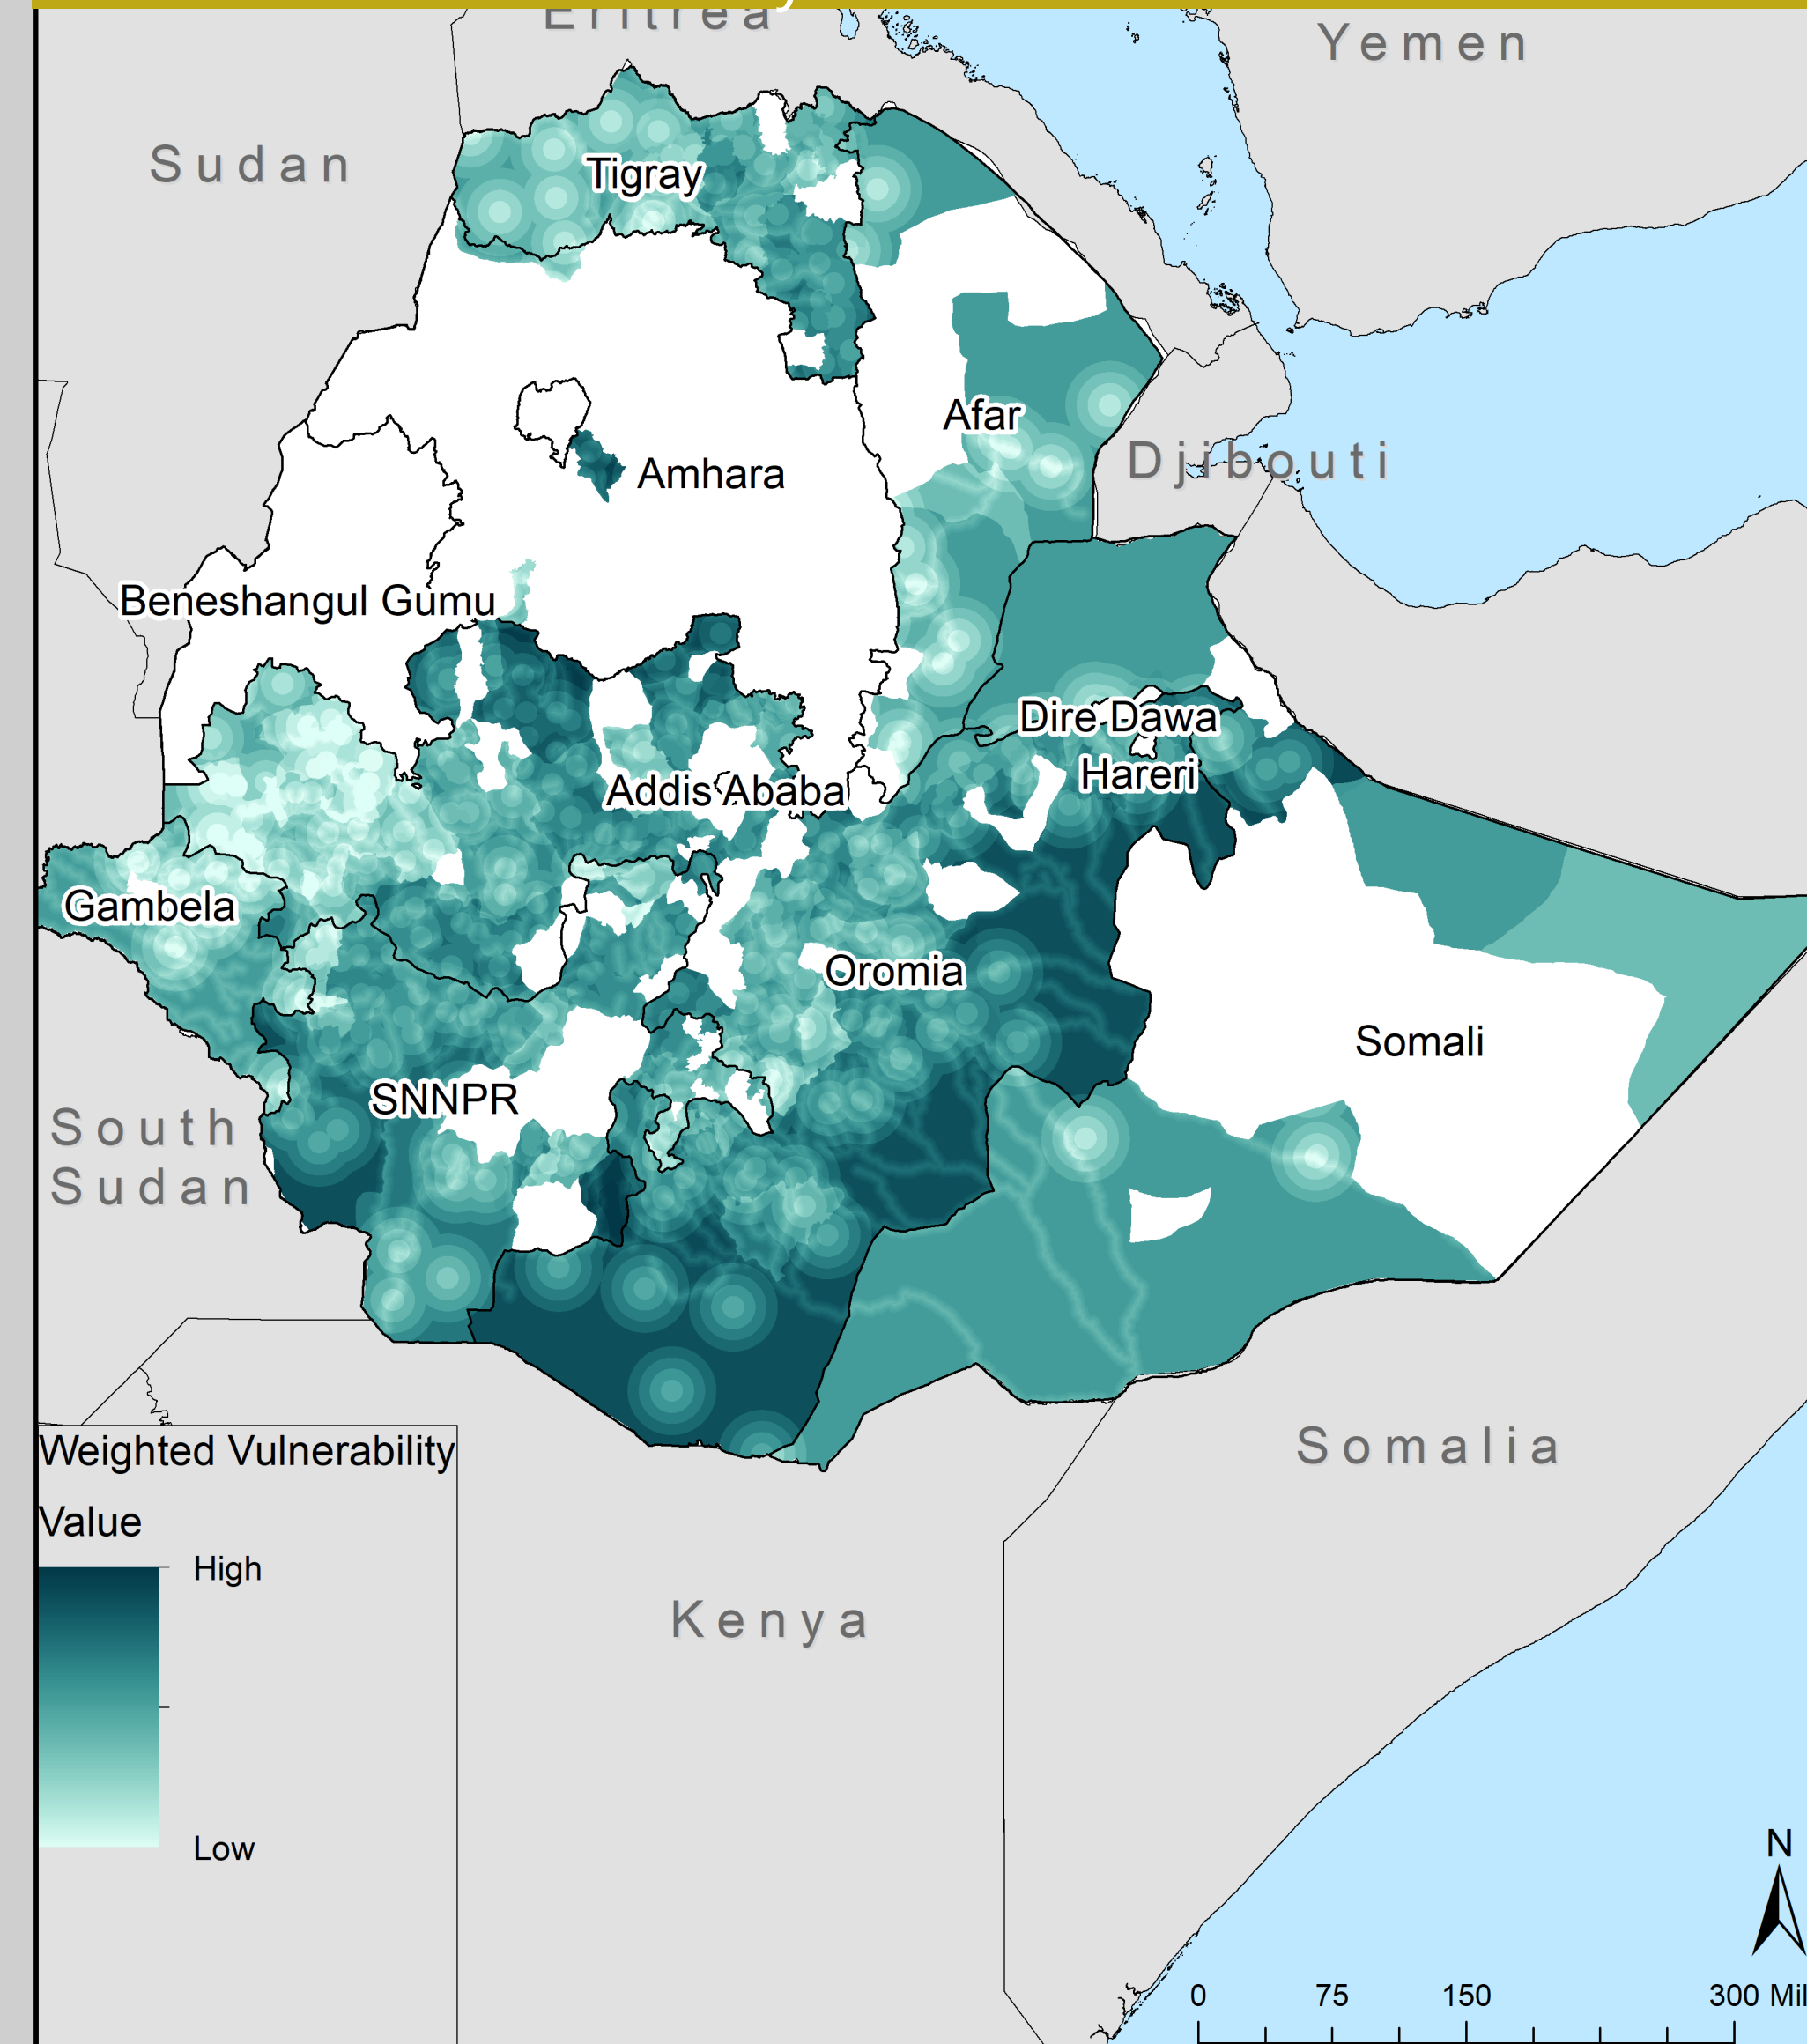 Eritrea
Yemen
Sudan
Tigray
Afar
Djibouti
Amhara
Beneshangul Gumu
Dire Dawa
Hareri
Addis Ababa
Gambela
Oromia
Somali
SNNPR
South
Sudan
Somalia
Weighted Vulnerability
Value
High
Low
Kenya
N
0 75 150 300 Mil